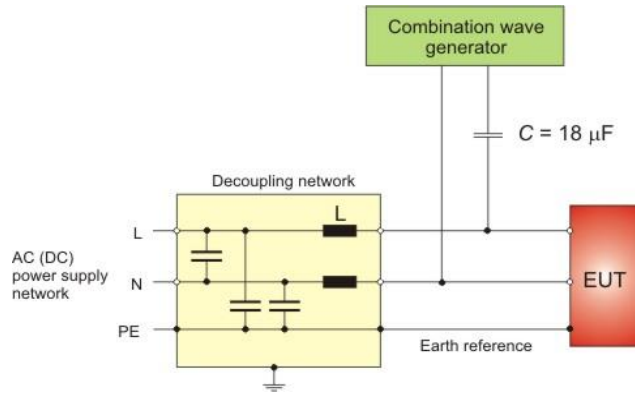 Combination wave
generator
C = 18 μF
Decoupling network
L
L
AC (DC)
power supply
network
N
EUT
PE
Earth reference